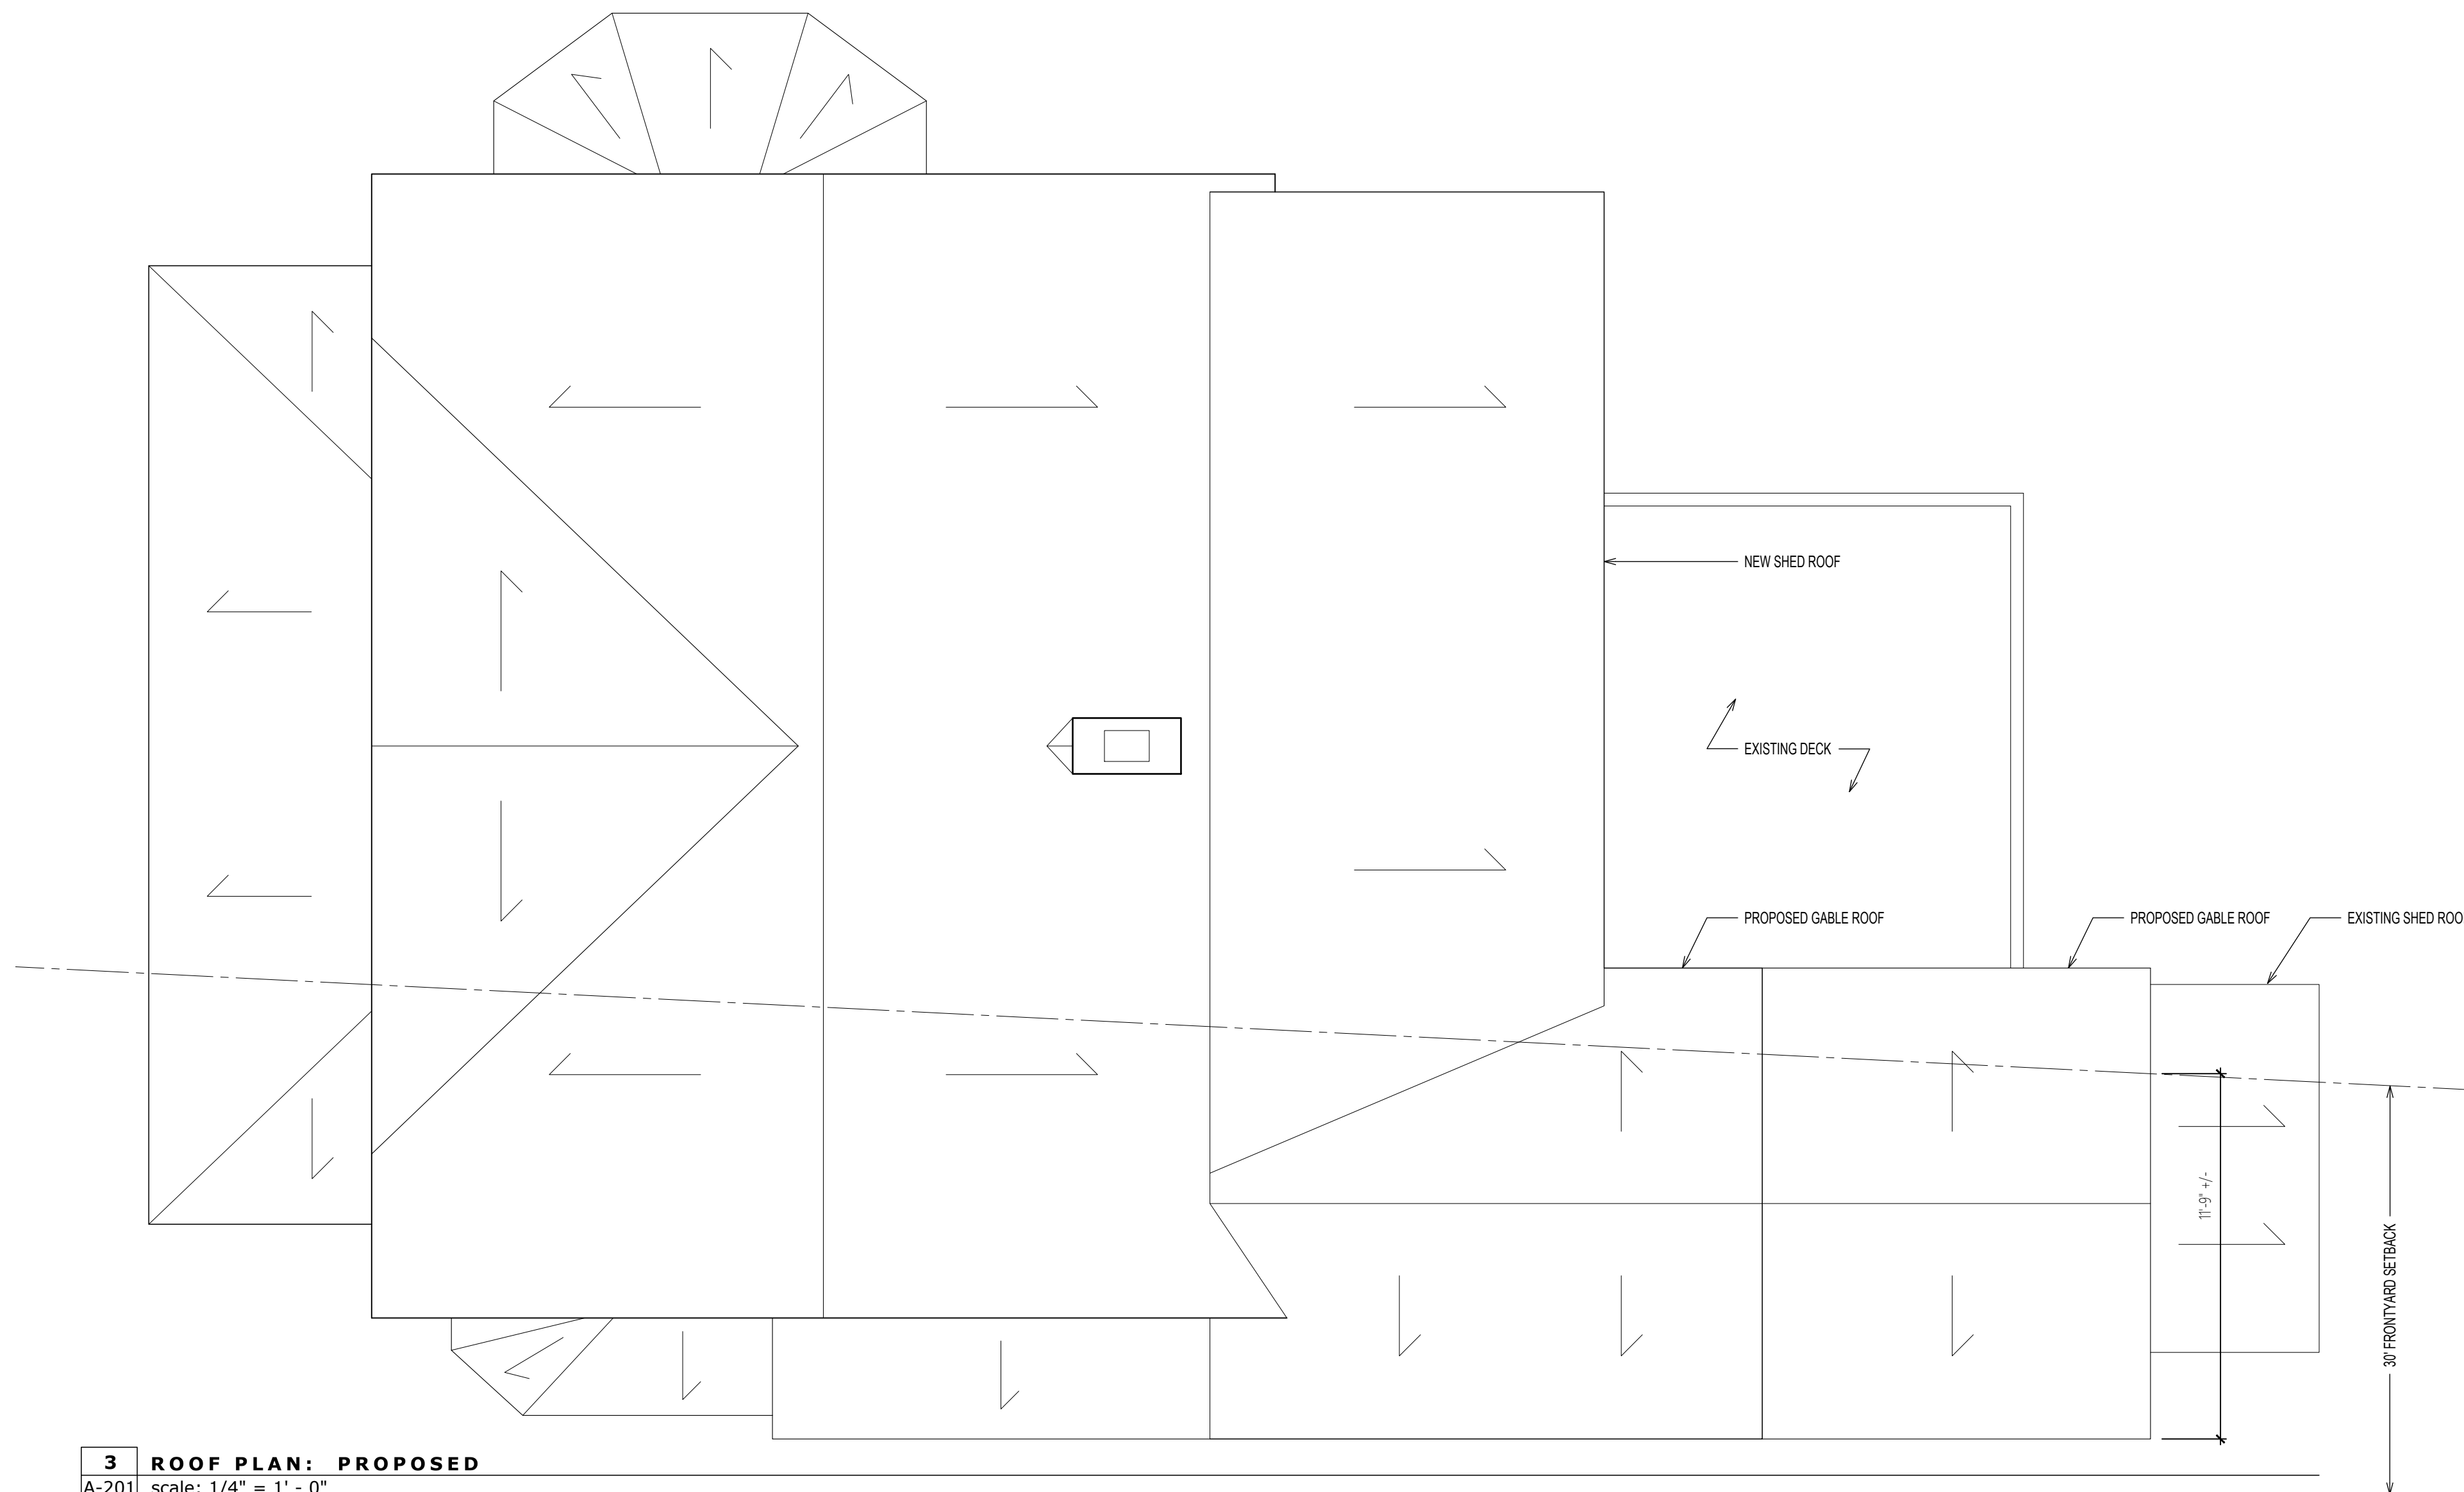 NEW SHED ROOF
EXISTING DECK
PROPOSED GABLE ROOF
PROPOSED GABLE ROOF
EXISTING SHED ROO
11'-9" +/-
30' FRONTYARD SETBACK
3 ROOF PLAN: PROPOSED
A-201 scale: 1/4" = 1' - 0"